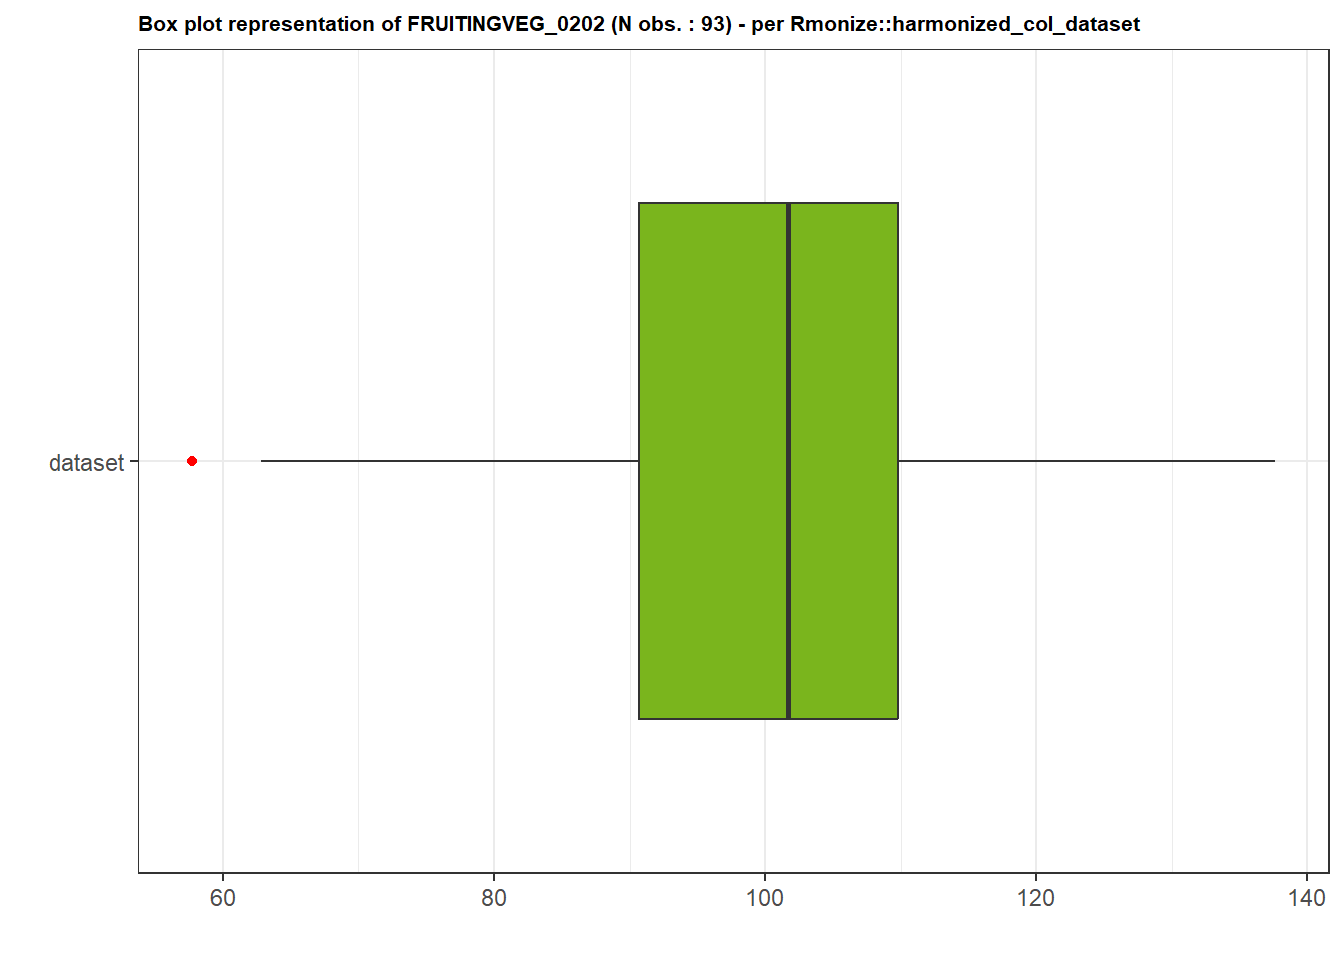 Box plot representation of FRUITINGVEG_0202 (N obs. : 93) - per Rmonize::harmonized_col_dataset
dataset
60 80 100 120 140